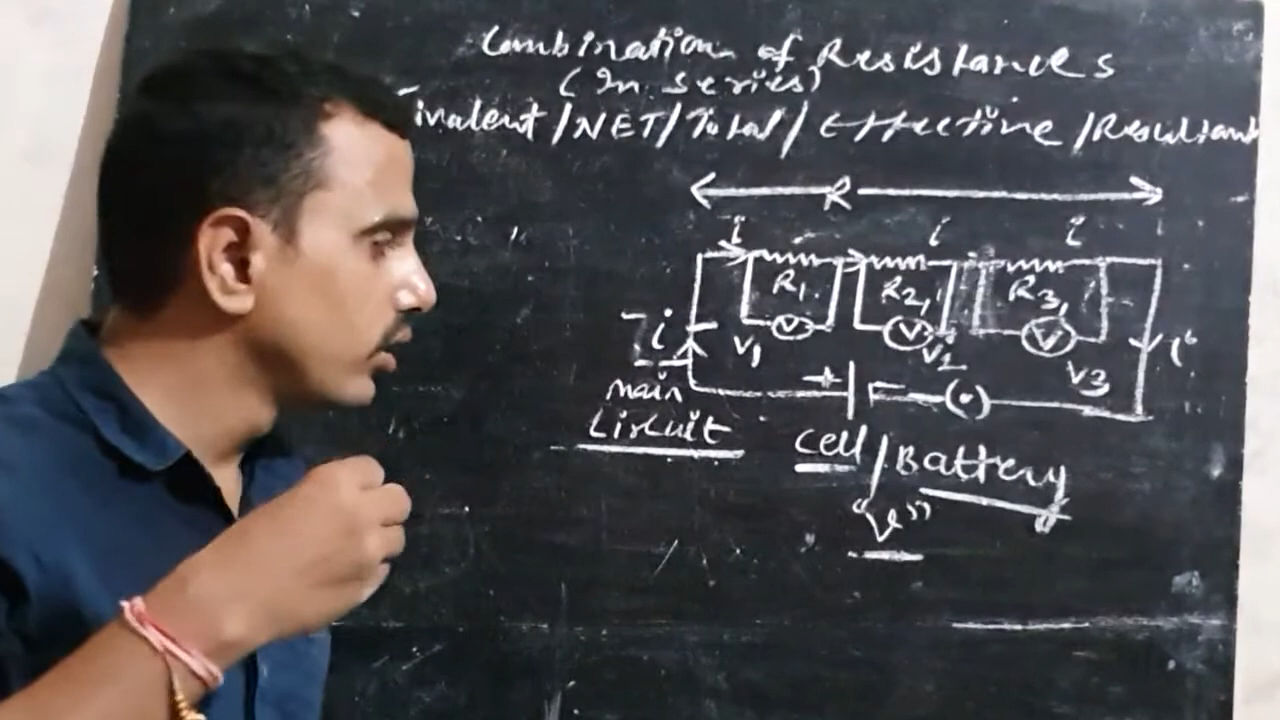 Combination of Resistances
(In series)
ivalent/NET/Total/Effective/Resultant
R
i i i
R1 R2 R3
V V V
i V1 V2 V3 i
+ (.)
main
Circuit
Cell/Battery
"V"